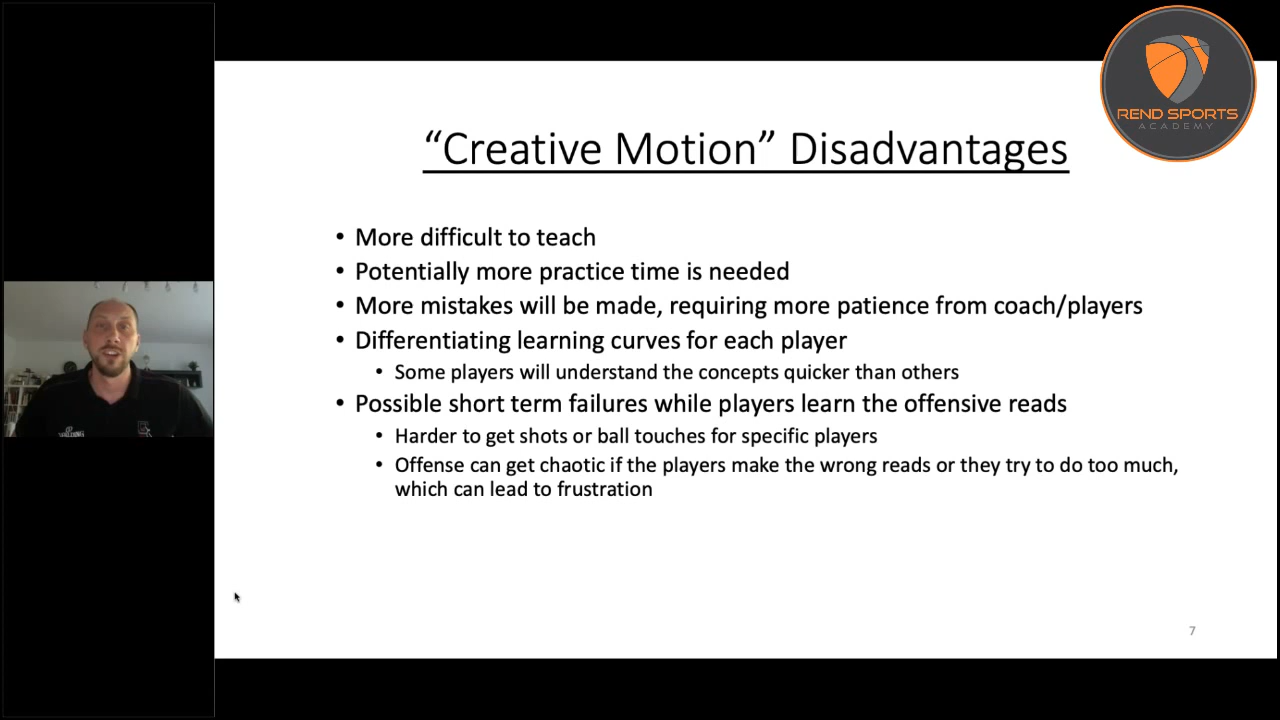 REND SPORTS
ACADEMY
“Creative Motion” Disadvantages
• More difficult to teach
• Potentially more practice time is needed
• More mistakes will be made, requiring more patience from coach/players
• Differentiating learning curves for each player
• Some players will understand the concepts quicker than others
• Possible short term failures while players learn the offensive reads
• Harder to get shots or ball touches for specific players
• Offense can get chaotic if the players make the wrong reads or they try to do too much,
which can lead to frustration
7